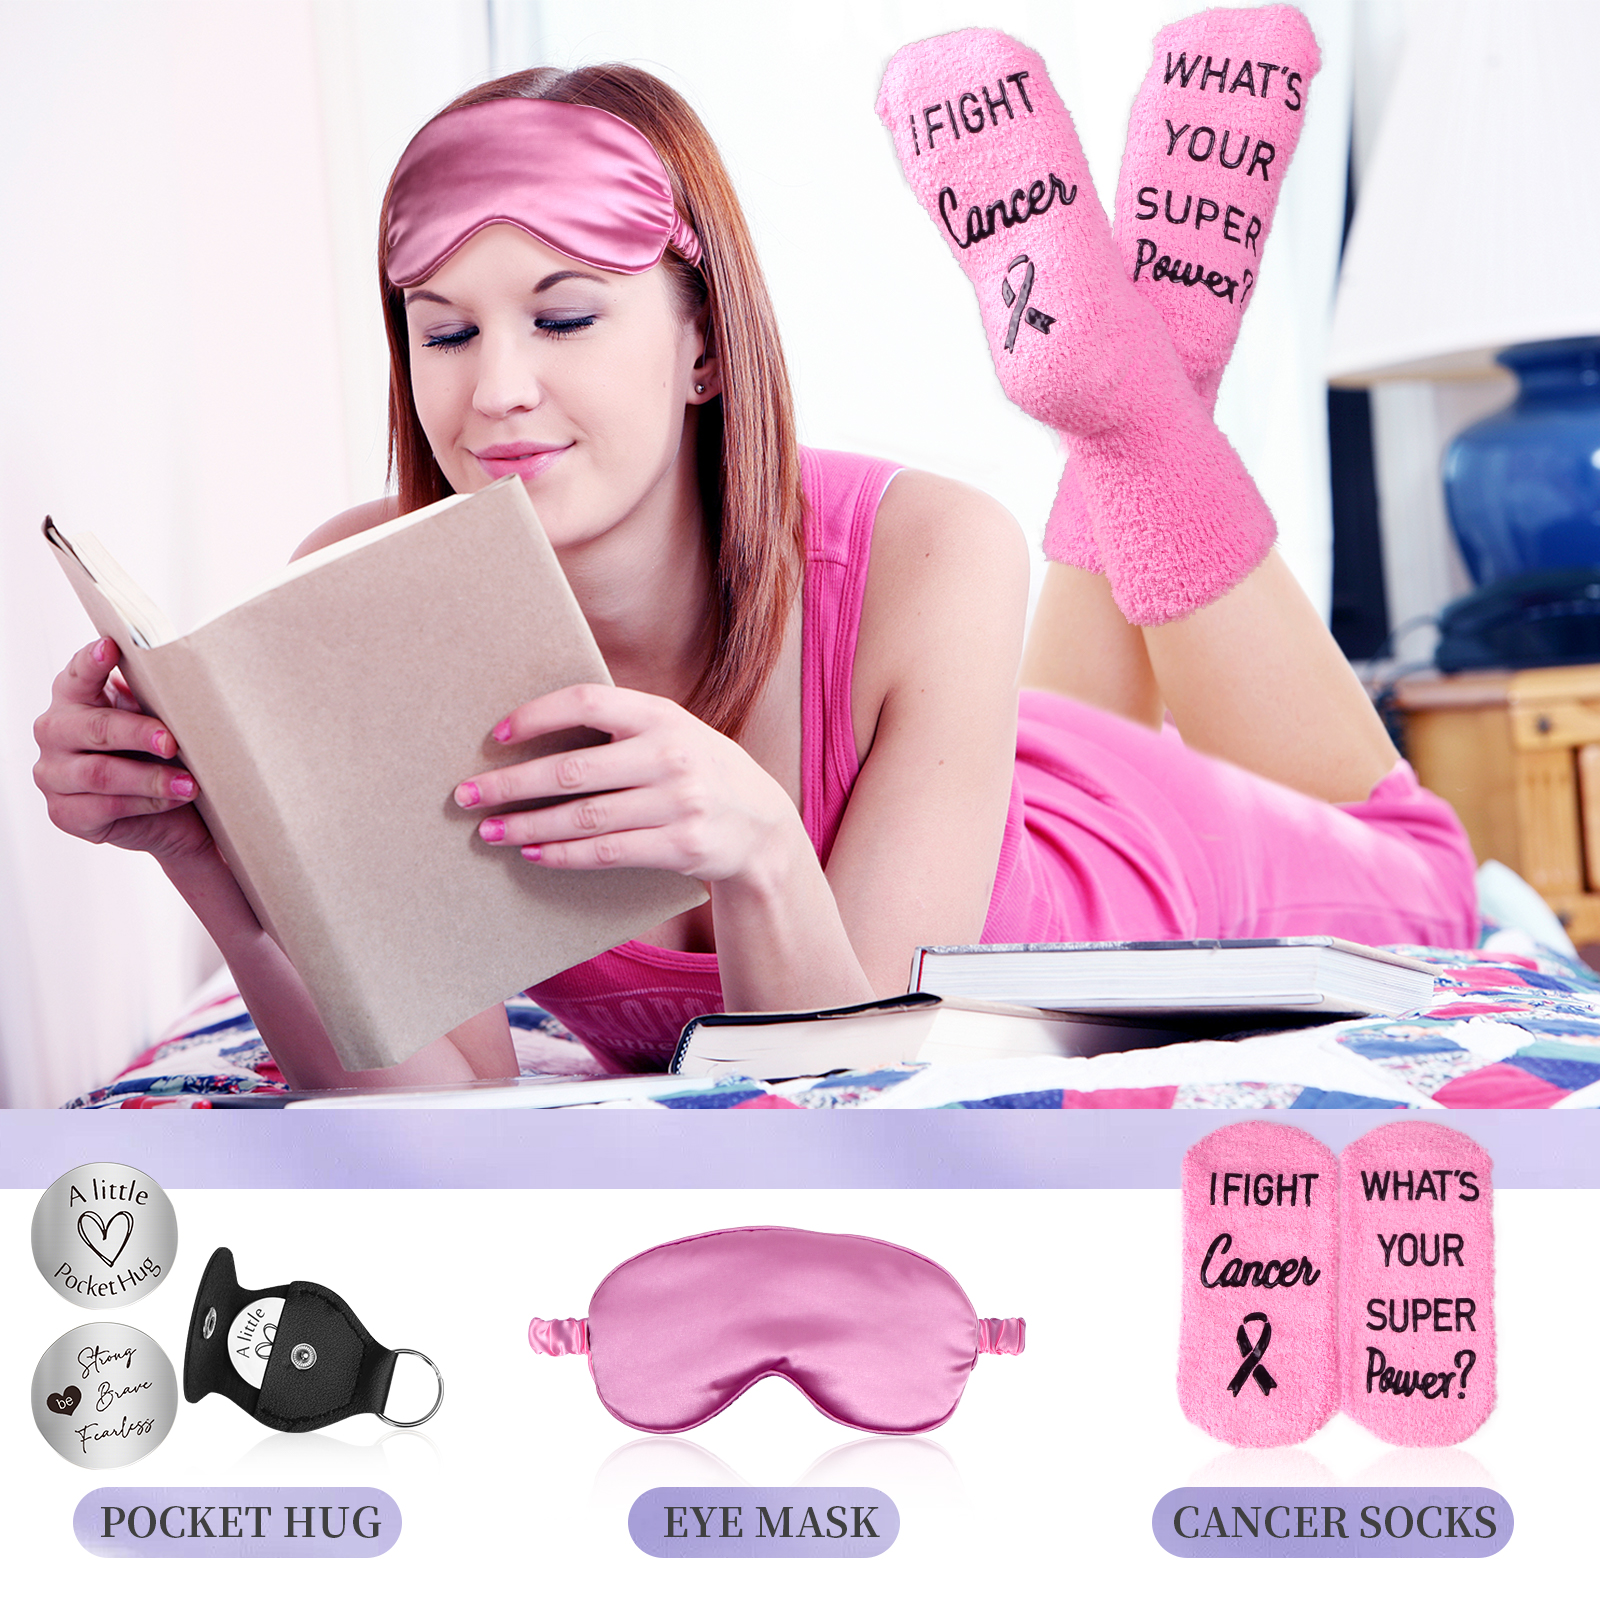 I FIGHT
Cancer
WHAT'S
YOUR
SUPER
Power?
A little
Pocket Hug
be
Strong
Brave
Fearless
A little
I FIGHT
Cancer
WHAT'S
YOUR
SUPER
Power?
POCKET HUG
EYE MASK
CANCER SOCKS